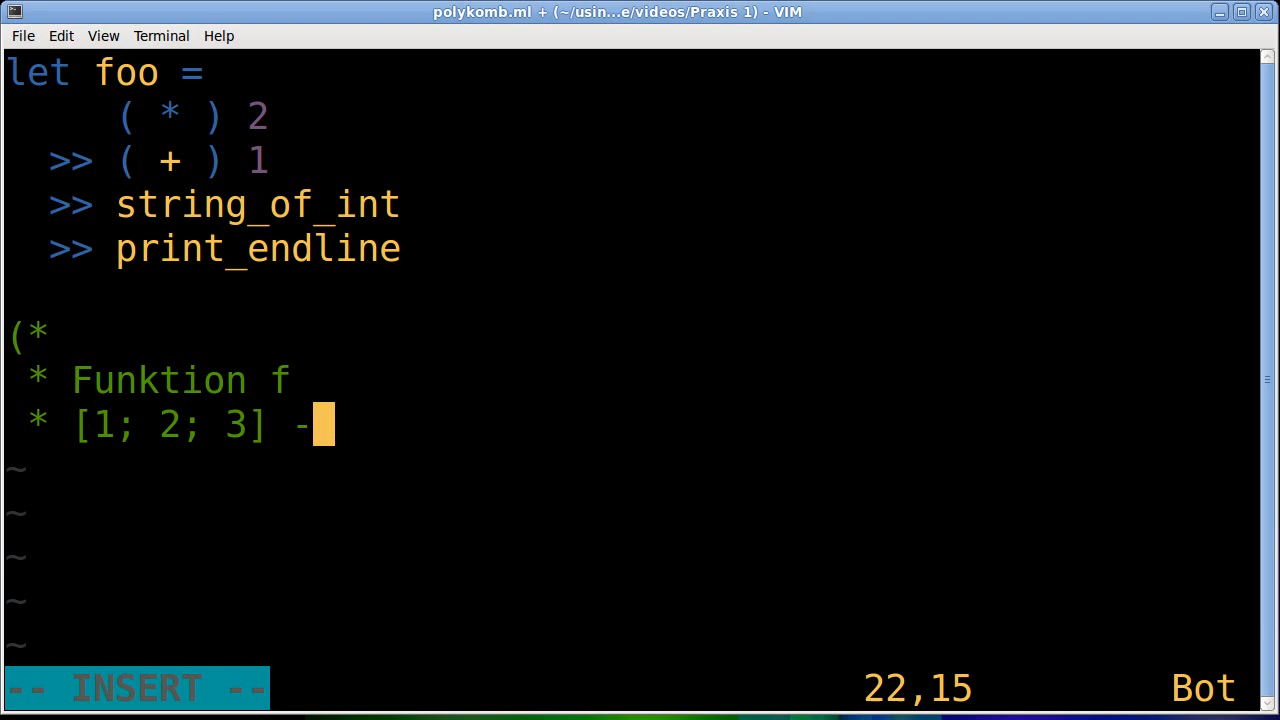 polykomb.ml + (~/usin...e/videos/Praxis 1) - VIM
File Edit View Terminal Help
let foo =
     ( * ) 2
  >> ( + ) 1
  >> string_of_int
  >> print_endline

(*
 * Funktion f
 * [1; 2; 3] -
~
~
~
~
~
-- INSERT -- 22,15 Bot